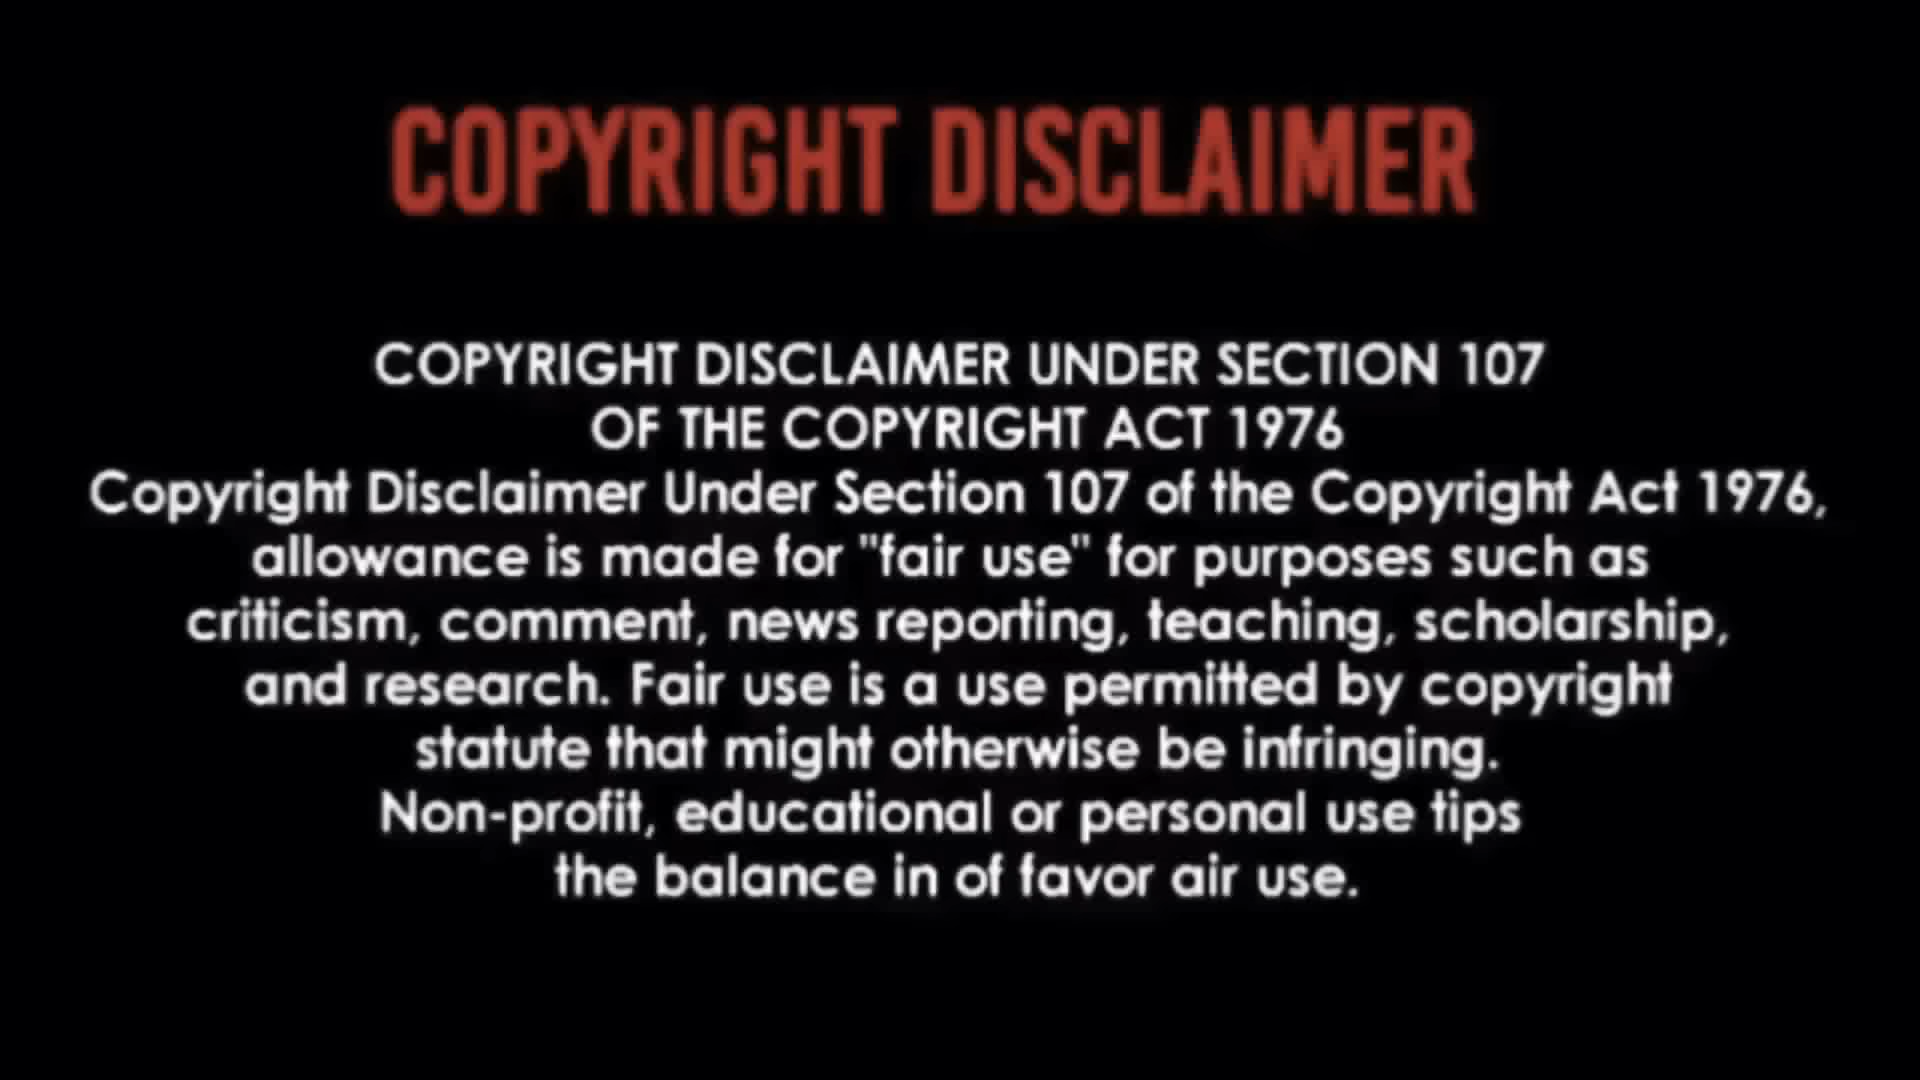 COPYRIGHT DISCLAIMER
COPYRIGHT DISCLAIMER UNDER SECTION 107
OF THE COPYRIGHT ACT 1976
Copyright Disclaimer Under Section 107 of the Copyright Act 1976,
allowance is made for "fair use" for purposes such as
criticism, comment, news reporting, teaching, scholarship,
and research. Fair use is a use permitted by copyright
statute that might otherwise be infringing.
Non-profit, educational or personal use tips
the balance in of favor air use.